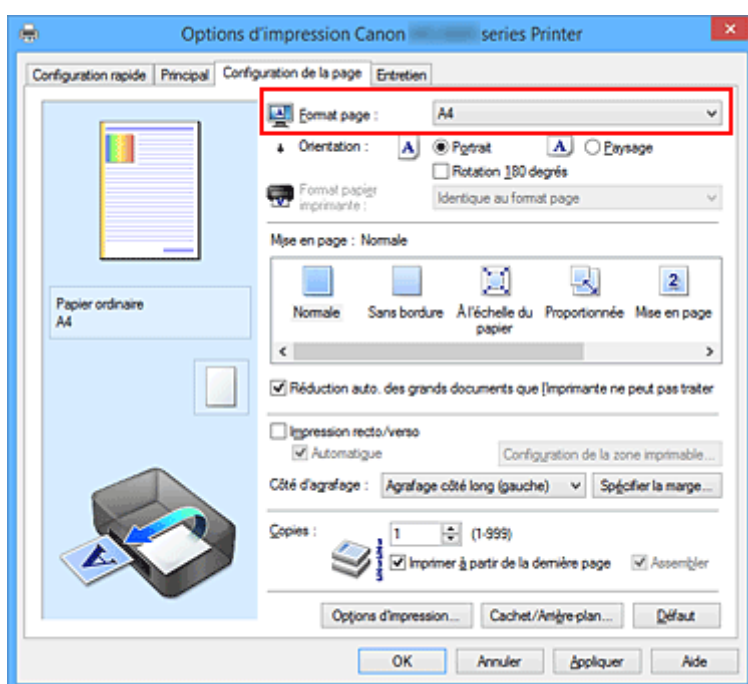 Options d'impression Canon series Printer
Configuration rapide Principal Configuration de la page Entretien
Format page : A4
Orientation : A Portrait A Paysage
Rotation 180 degrés
Format papier imprimante : Identique au format page
Mise en page : Normale
2
Normale Sans bordure À l'échelle du papier Proportionnée Mise en page
Papier ordinaire
A4
Réduction auto. des grands documents que l'imprimante ne peut pas traiter
Impression recto/verso
Automatique Configuration de la zone imprimable...
Côté d'agrafage : Agrafage côté long (gauche) Spécifier la marge...
Copies : 1 (1-999)
Imprimer à partir de la dernière page Assembler
Options d'impression... Cachet/Arrière-plan... Défaut
OK Annuler Appliquer Aide